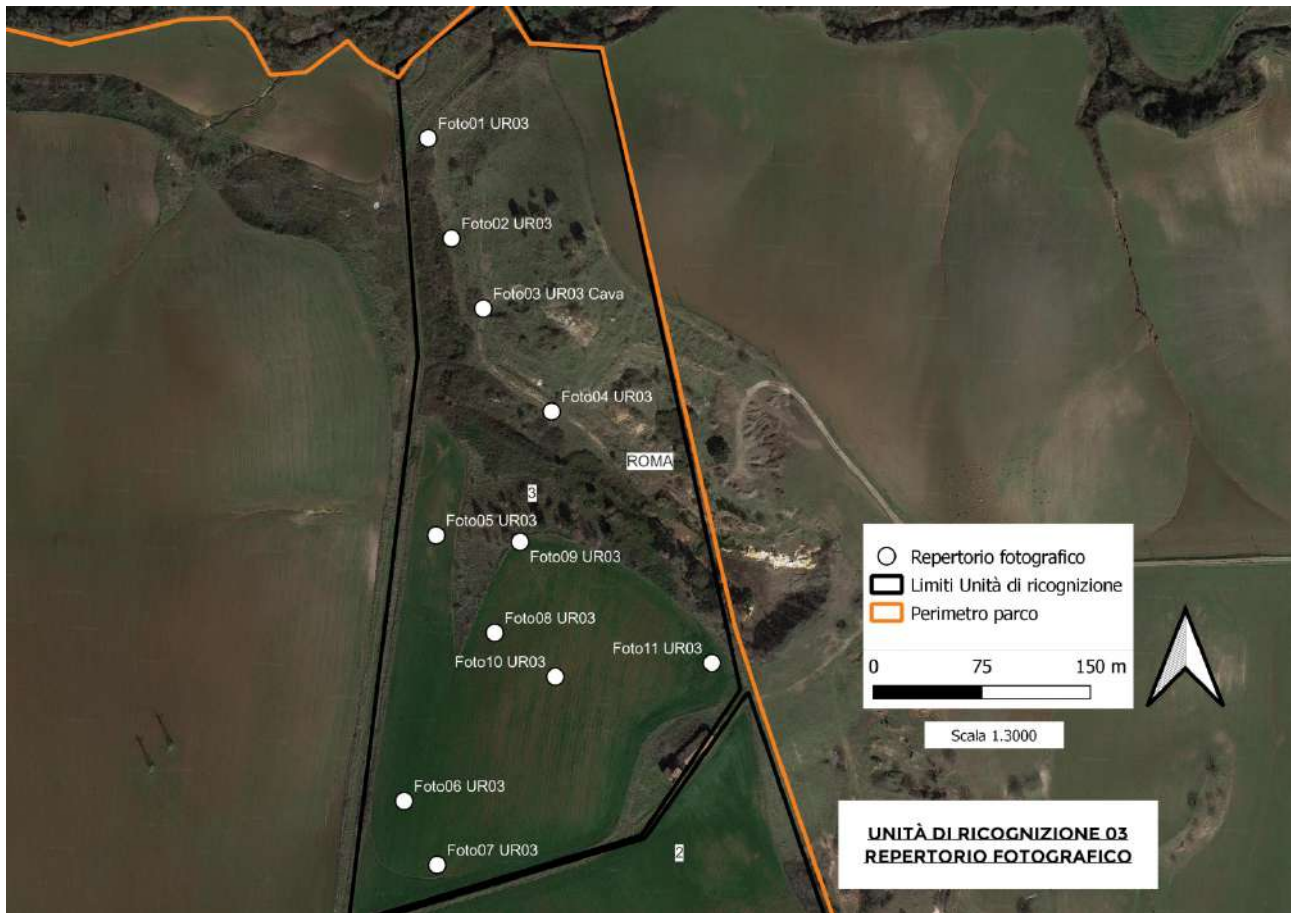 Foto01 UR03
Foto02 UR03
Foto03 UR03 Cava
Foto04 UR03
ROMA
3
Foto05 UR03
Foto09 UR03
Foto08 UR03
Foto10 UR03
Foto11 UR03
Foto06 UR03
Foto07 UR03
2
Repertorio fotografico
Limiti Unità di ricognizione
Perimetro parco
0 75 150 m
Scala 1.3000
UNITÀ DI RICOGNIZIONE 03
REPERTORIO FOTOGRAFICO